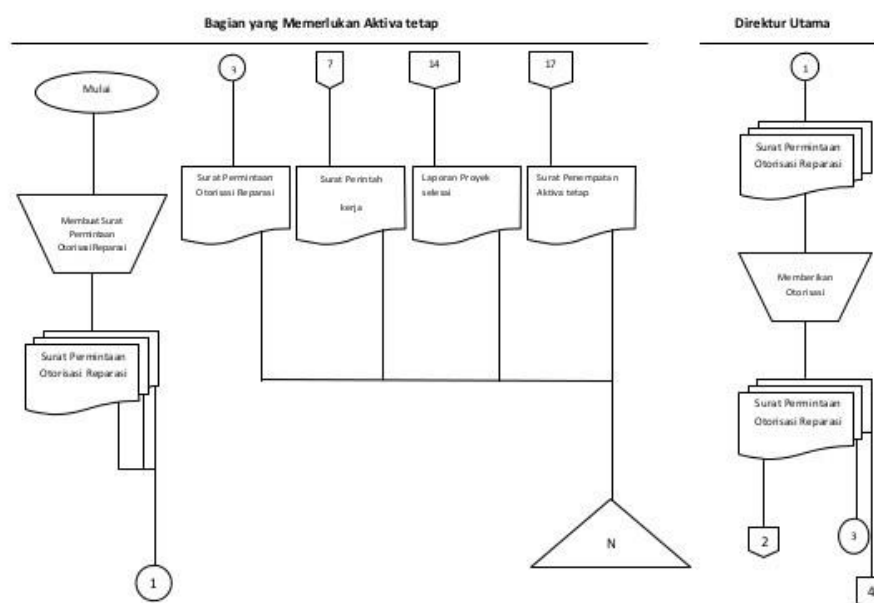 Bagian yang Memerlukan Aktiva tetap
Mulai
Membuat Surat
Permintaan
Otorisasi Reparasi
Surat Permintaan
Otorisasi Reparasi
1
3
Surat Permintaan
Otorisasi Reparasi
7
Surat Perintah
kerja
14
Laporan Proyek
selesai
17
Surat Penempatan
Aktiva tetap
N
Direktur Utama
1
Surat Permintaan
Otorisasi Reparasi
Memberikan
Otorisasi
Surat Permintaan
Otorisasi Reparasi
2
3
4